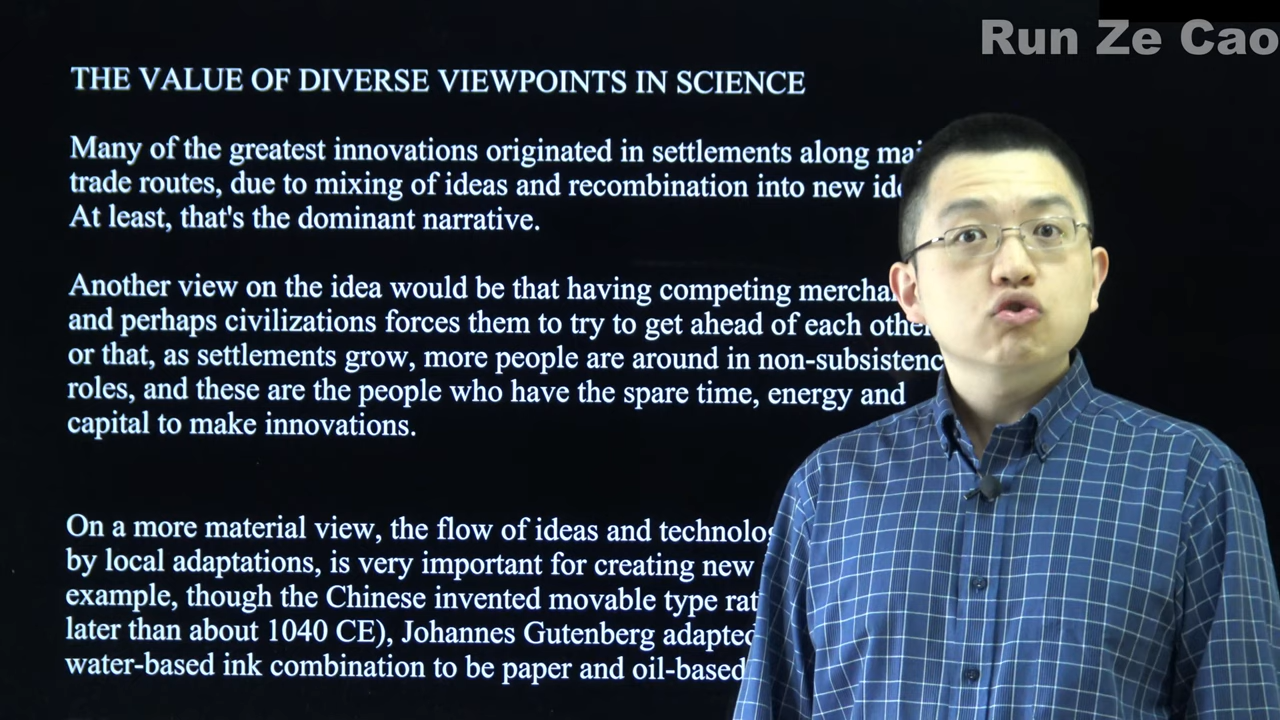 Run Ze Cao
THE VALUE OF DIVERSE VIEWPOINTS IN SCIENCE
Many of the greatest innovations originated in settlements along
trade routes, due to mixing of ideas and recombination into new
At least, that's the dominant narrative.
Another view on the idea would be that having competing
and perhaps civilizations forces them to try to get ahead of each
or that, as settlements grow, more people are around in
roles, and these are the people who have the spare time, energy and
capital to make innovations.
On a more material view, the flow of ideas and
by local adaptations, is very important for creating new
example, though the Chinese invented movable type
later than about 1040 CE), Johannes Gutenberg adapted
water-based ink combination to be paper and oil-based